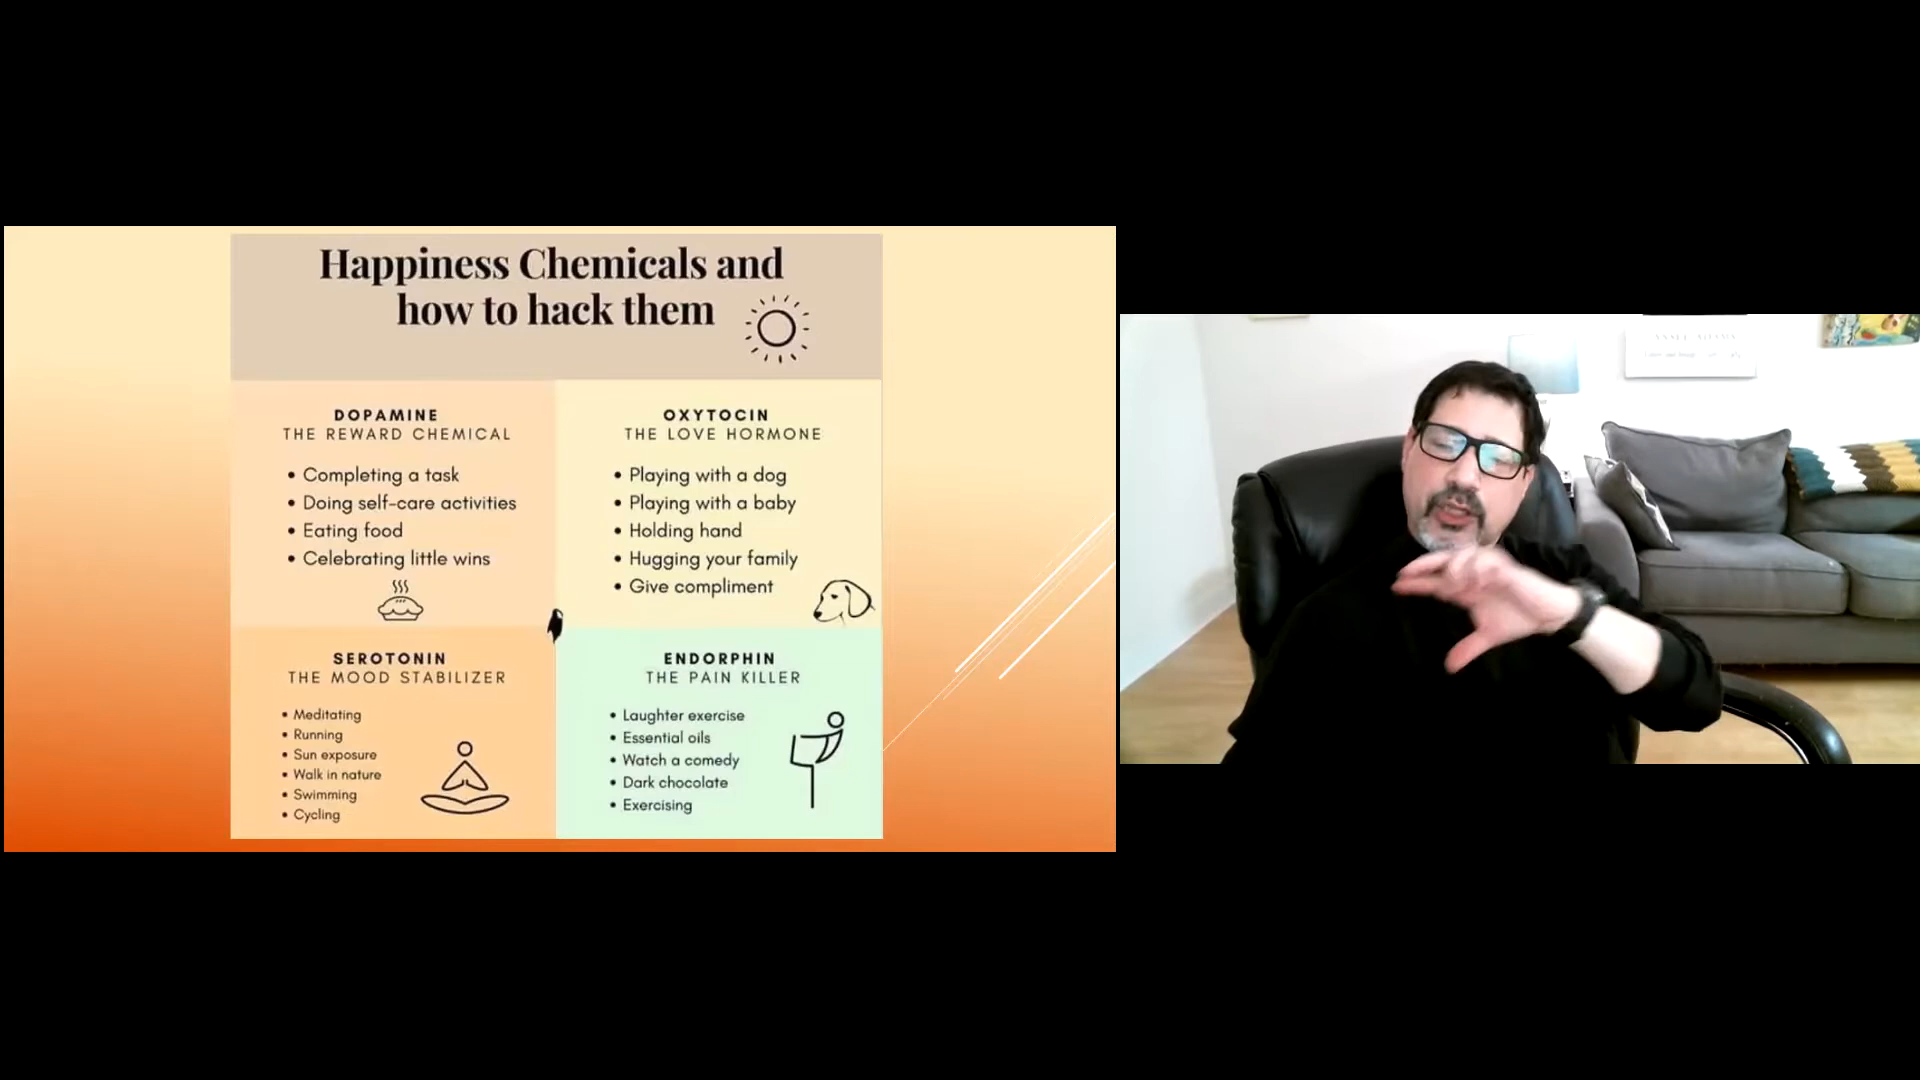 Happiness Chemicals and
how to hack them
DOPAMINE
THE REWARD CHEMICAL
• Completing a task
• Doing self-care activities
• Eating food
• Celebrating little wins
OXYTOCIN
THE LOVE HORMONE
• Playing with a dog
• Playing with a baby
• Holding hand
• Hugging your family
• Give compliment
SEROTONIN
THE MOOD STABILIZER
• Meditating
• Running
• Sun exposure
• Walk in nature
• Swimming
• Cycling
ENDORPHIN
THE PAIN KILLER
• Laughter exercise
• Essential oils
• Watch a comedy
• Dark chocolate
• Exercising
ANSEL ADAMS